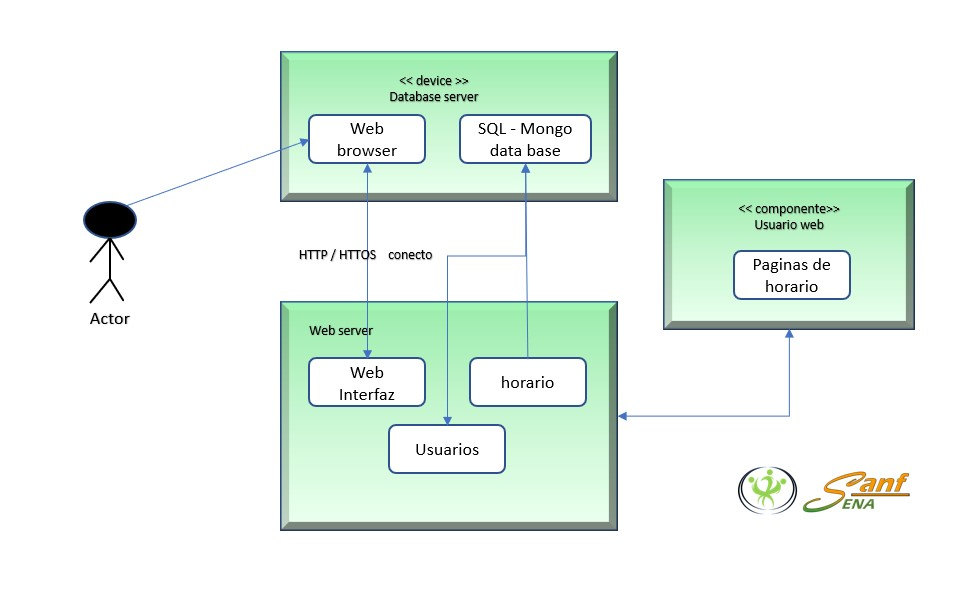 << device >>
Database server
Web
browser
SQL - Mongo
data base
<< componente>>
Usuario web
Paginas de
horario
HTTP / HTTOS conecto
Actor
Web server
Web
Interfaz
horario
Usuarios
Sanf
SENA